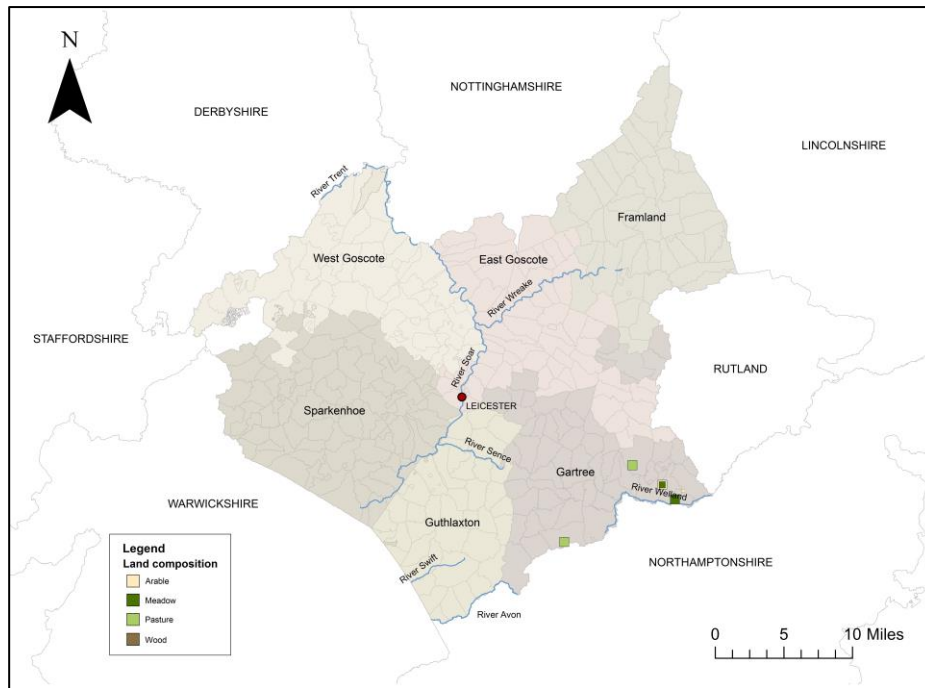 N
NOTTINGHAMSHIRE
DERBYSHIRE
LINCOLNSHIRE
River Trent
Framland
West Goscote
East Goscote
River Wreake
STAFFORDSHIRE
RUTLAND
River Soar
LEICESTER
Sparkenhoe
River Sence
Gartree
River Welland
WARWICKSHIRE
Guthlaxton
NORTHAMPTONSHIRE
River Swift
River Avon
Legend
Land composition
Arable
Meadow
Pasture
Wood
0 5 10 Miles